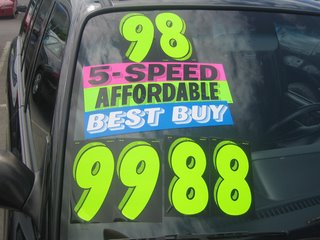 98
5-SPEED
AFFORDABLE
BEST BUY
9988